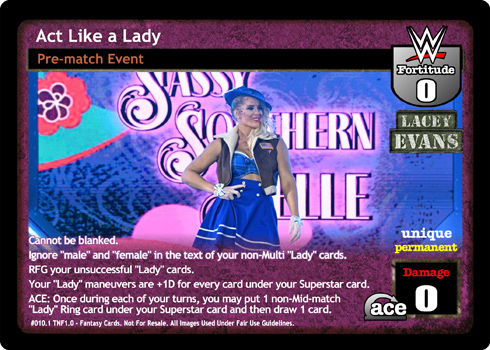 Act Like a Lady
Pre-match Event
Fortitude
0
LACEY
EVANS
SASSY
SOUTHERN
BELLE
unique
permanent
Cannot be blanked.
Ignore "male" and "female" in the text of your non-Multi "Lady" cards.
RFG your unsuccessful "Lady" cards.
Your "Lady" maneuvers are +1D for every card under your Superstar card.
ACE: Once during each of your turns, you may put 1 non-Mid-match
"Lady" Ring card under your Superstar card and then draw 1 card.
Damage
0
ace
#010.1 TNF1.0 - Fantasy Cards. Not For Resale. All Images Used Under Fair Use Guidelines.